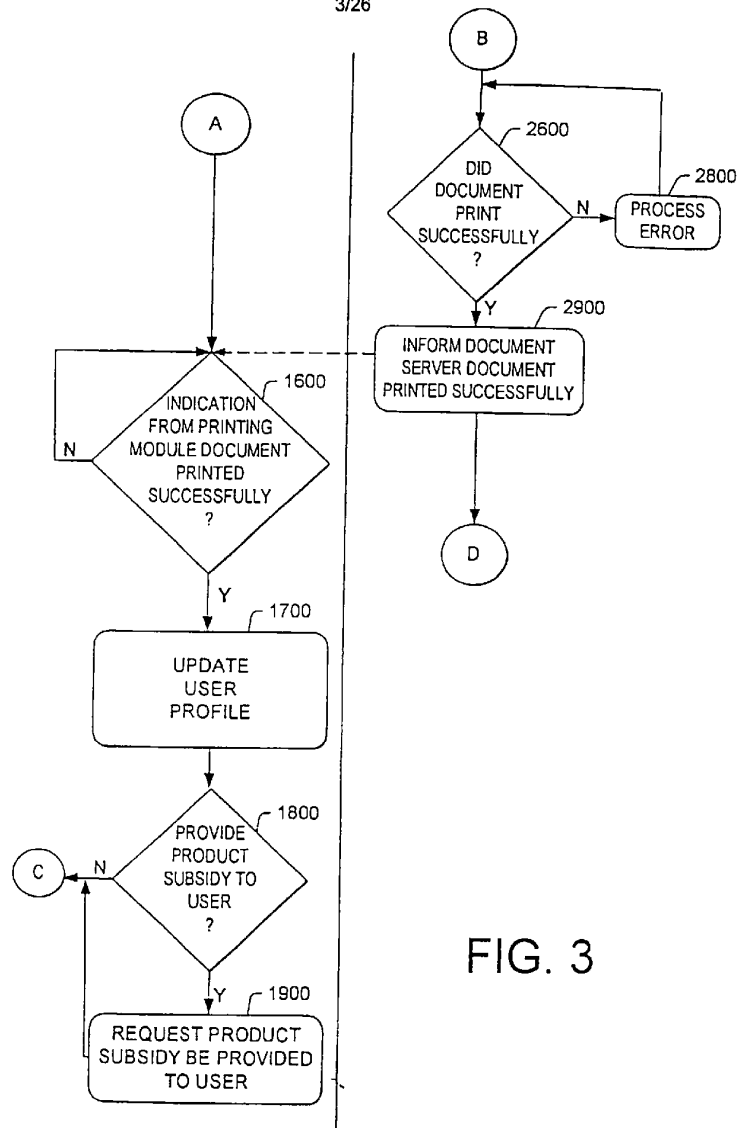 3/26
B
A
2600
DID
DOCUMENT
PRINT
SUCCESSFULLY
?
N
2800
PROCESS
ERROR
Y
2900
INFORM DOCUMENT
SERVER DOCUMENT
PRINTED SUCCESSFULLY
D
1600
INDICATION
FROM PRINTING
MODULE DOCUMENT
PRINTED
SUCCESSFULLY
?
N
Y
1700
UPDATE
USER
PROFILE
1800
PROVIDE
PRODUCT
SUBSIDY TO
USER
?
N
C
Y
1900
REQUEST PRODUCT
SUBSIDY BE PROVIDED
TO USER
FIG. 3